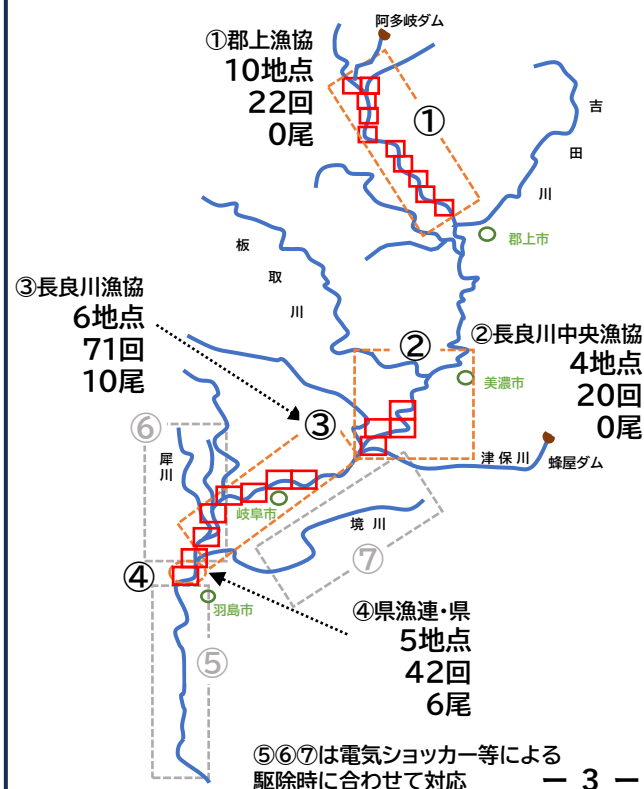 阿多岐ダム
①郡上漁協
10地点
22回
0尾
①
吉田川
郡上市
板取川
③長良川漁協
6地点
71回
10尾
②
②長良川中央漁協
4地点
20回
0尾
美濃市
③
⑥
犀川
津保川
蜂屋ダム
岐阜市
境川
⑦
④
羽島市
④県漁連・県
5地点
42回
6尾
⑤
⑤⑥⑦は電気ショッカー等による
駆除時に合わせて対応
ー 3 ー